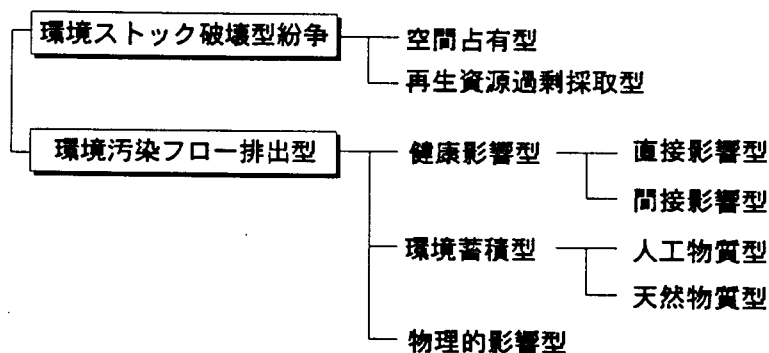 環境ストック破壊型紛争
空間占有型
再生資源過剰採取型
環境汚染フロー排出型
健康影響型
直接影響型
間接影響型
環境蓄積型
人工物質型
天然物質型
物理的影響型